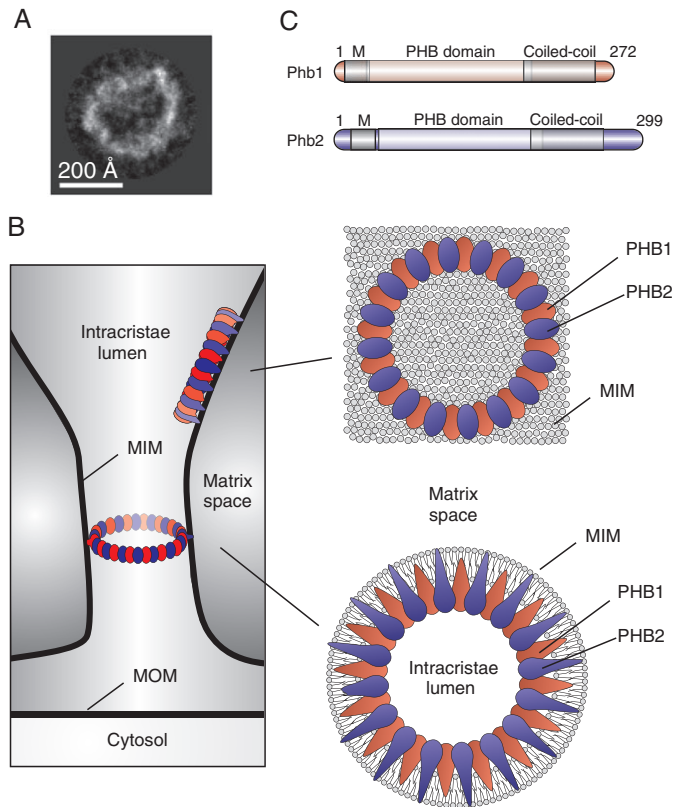 A
200 Å
C
1 M PHB domain Coiled-coil 272
Phb1
1 M PHB domain Coiled-coil 299
Phb2
B
Intracristae
lumen
MIM
Matrix
space
MOM
Cytosol
PHB1
PHB2
MIM
Matrix
space
MIM
PHB1
PHB2
Intracristae
lumen